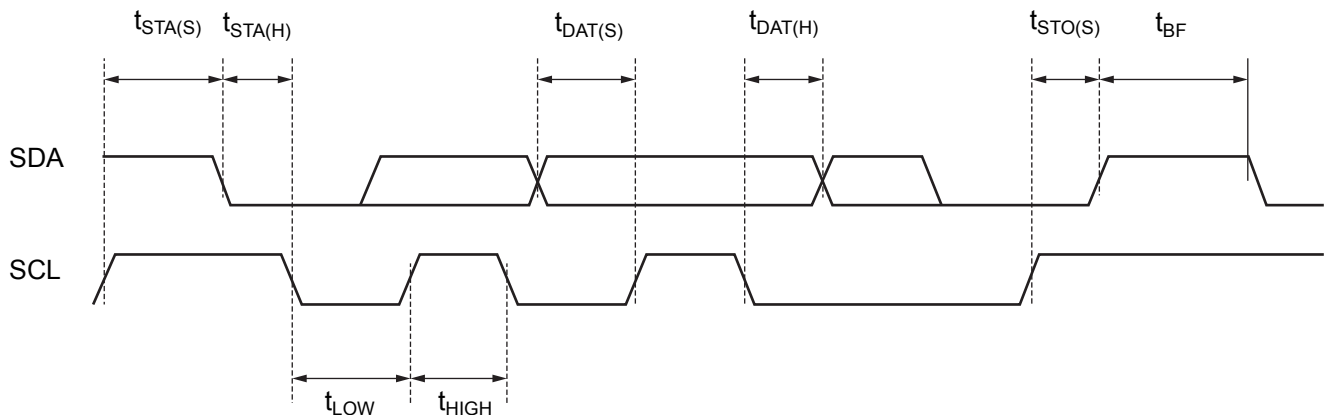 tSTA(S) tSTA(H) tDAT(S) tDAT(H) tSTO(S) tBF
SDA
SCL
tLOW tHIGH